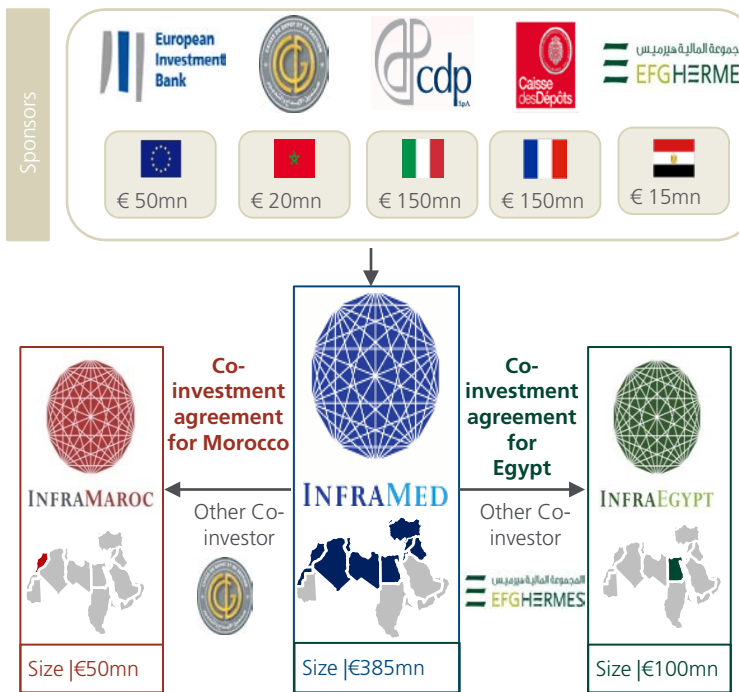 Sponsors
European
Investment
Bank
cdp
SpA
Caisse
desDépôts
جموعة المالية هيرميس
EFGHERME
€ 50mn
€ 20mn
€ 150mn
€ 150mn
€ 15mn
Co-
investment
agreement
for Morocco
Co-
investment
agreement
for
Egypt
INFRAMAROC
INFRAMED
INFRAEGYPT
Other Co-
investor
Other Co-
investor
المجموعة المالية هيرميس
EFGHERMES
Size |€50mn
Size |€385mn
Size |€100mn